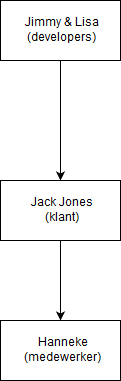 Jimmy & Lisa
(developers)
Jack Jones
(klant)
Hanneke
(medewerker)